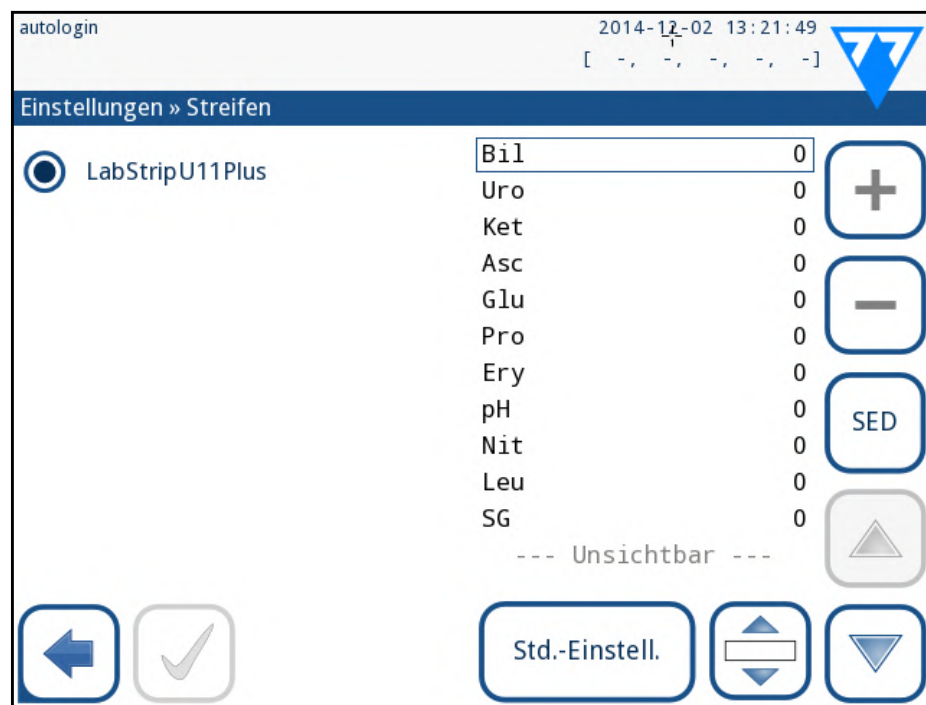 autologin
2014-12-02 13:21:49
[ -, -, -, -, -]
Einstellungen » Streifen
LabStripU11Plus
Bil 0
Uro 0
Ket 0
Asc 0
Glu 0
Pro 0
Ery 0
pH 0
Nit 0
Leu 0
SG 0
--- Unsichtbar ---
SED
Std.-Einstell.